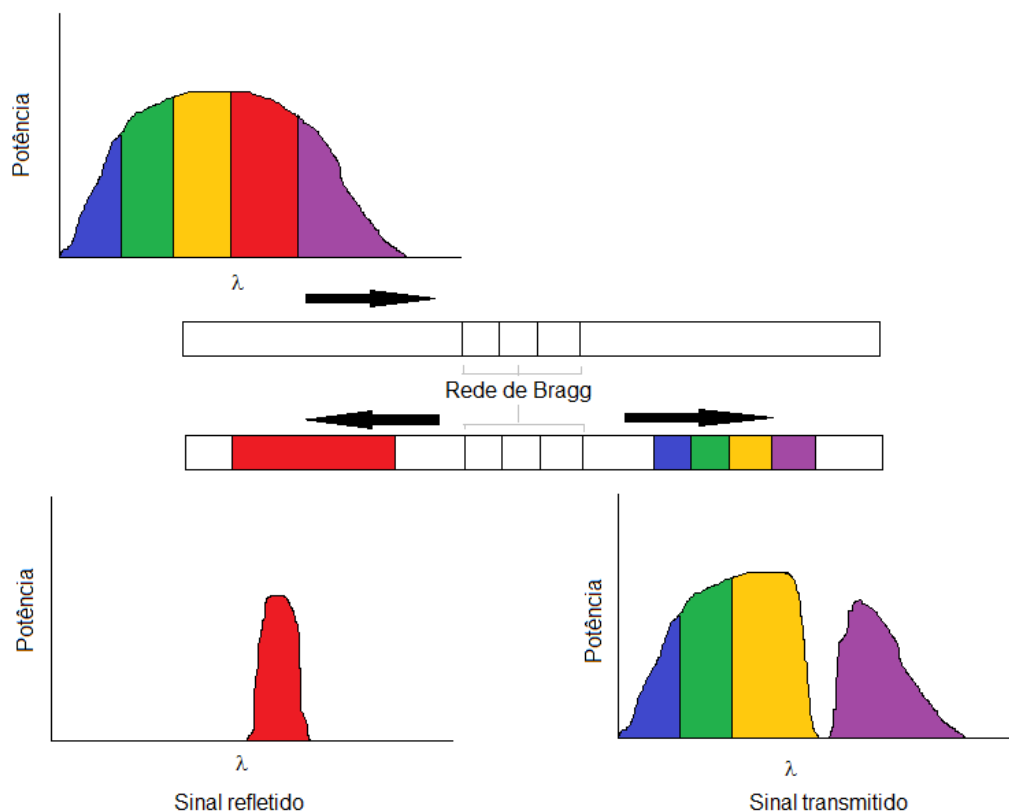 Potência
λ
Rede de Bragg
Potência
λ
Sinal refletido
Potência
λ
Sinal transmitido